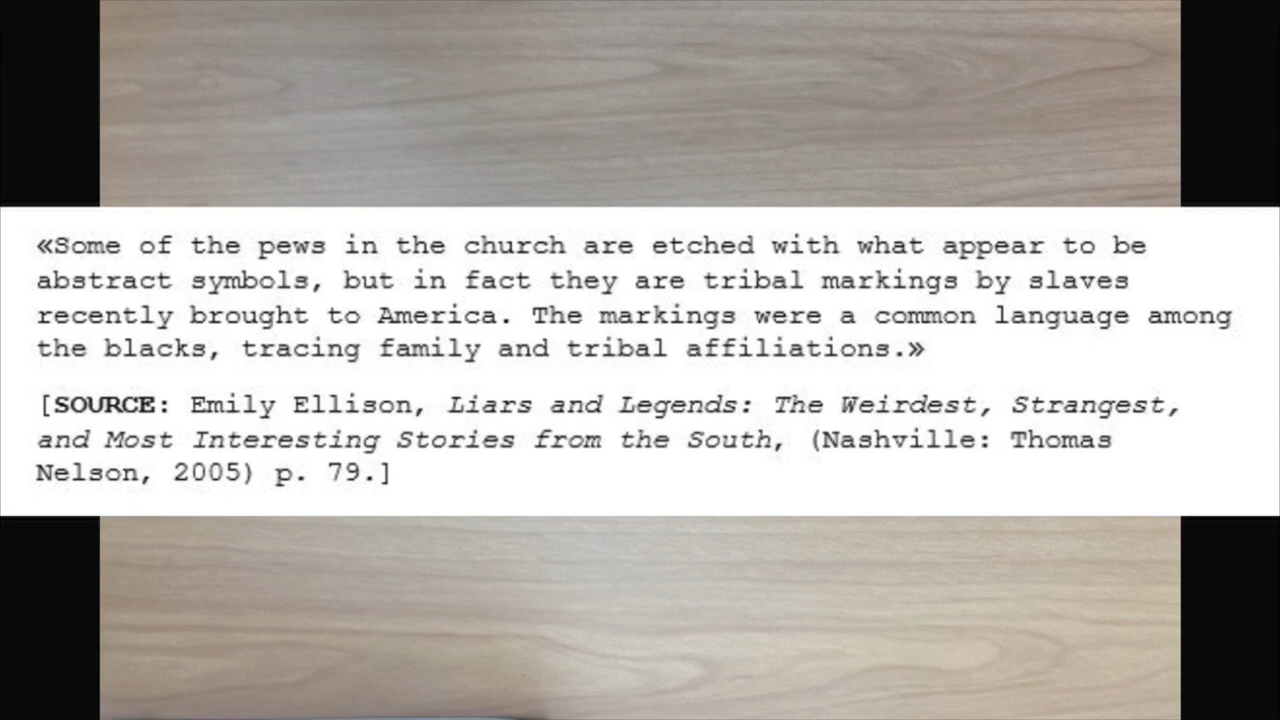 «Some of the pews in the church are etched with what appear to be
abstract symbols, but in fact they are tribal markings by slaves
recently brought to America. The markings were a common language among
the blacks, tracing family and tribal affiliations.»
[SOURCE: Emily Ellison, Liars and Legends: The Weirdest, Strangest,
and Most Interesting Stories from the South, (Nashville: Thomas
Nelson, 2005) p. 79.]